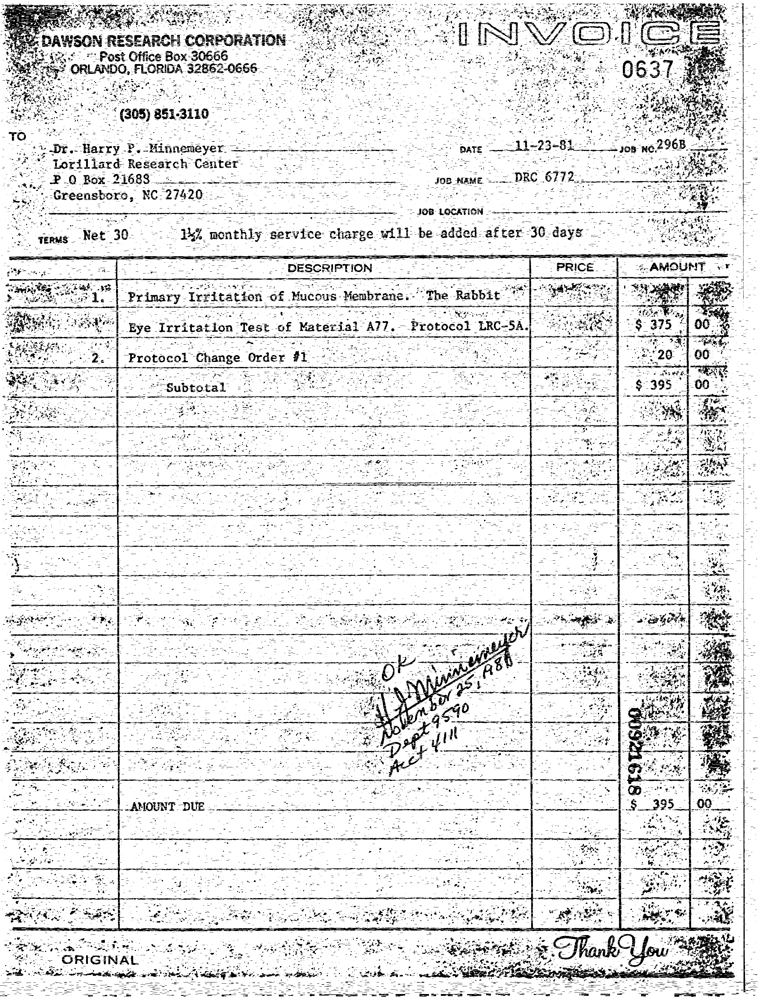 INVOICE
DAWSON RESEARCH CORPORATION
Post Office Box 30666
ORLANDO, FLORIDA 32862-0666
0637
(305) 851-3110
TO
Dr. Harry P. Minnemeyer
Lorillard Research Center
P O Box 21683
Greensboro, NC 27420
DATE 11-23-81 JOB NO. 296B
JOB NAME DRC 6772
JOB LOCATION
TERMS Net 30 1½% monthly service charge will be added after 30 days
DESCRIPTION PRICE AMOUNT
1. Primary Irritation of Mucous Membrane. The Rabbit
Eye Irritation Test of Material A77. Protocol LRC-5A. $ 375 00
2. Protocol Change Order #1 20 00
Subtotal $ 395 00
OK
H J Minnemeyer
November 25, 1981
Dept 9590
Acct 4111
00921618
AMOUNT DUE $ 395 00
ORIGINAL
Thank You